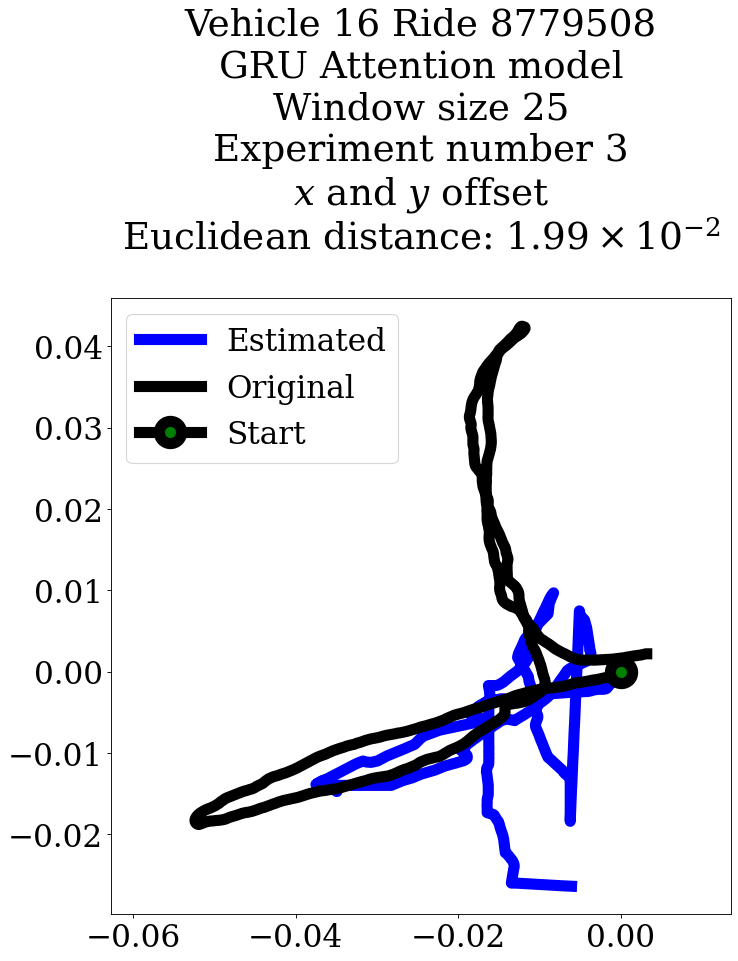 Vehicle 16 Ride 8779508
GRU Attention model
Window size 25
Experiment number 3
x and y offset
Euclidean distance: 1.99 × 10⁻²
Estimated
Original
Start
0.04
0.03
0.02
0.01
0.00
−0.01
−0.02
−0.06
−0.04
−0.02
0.00